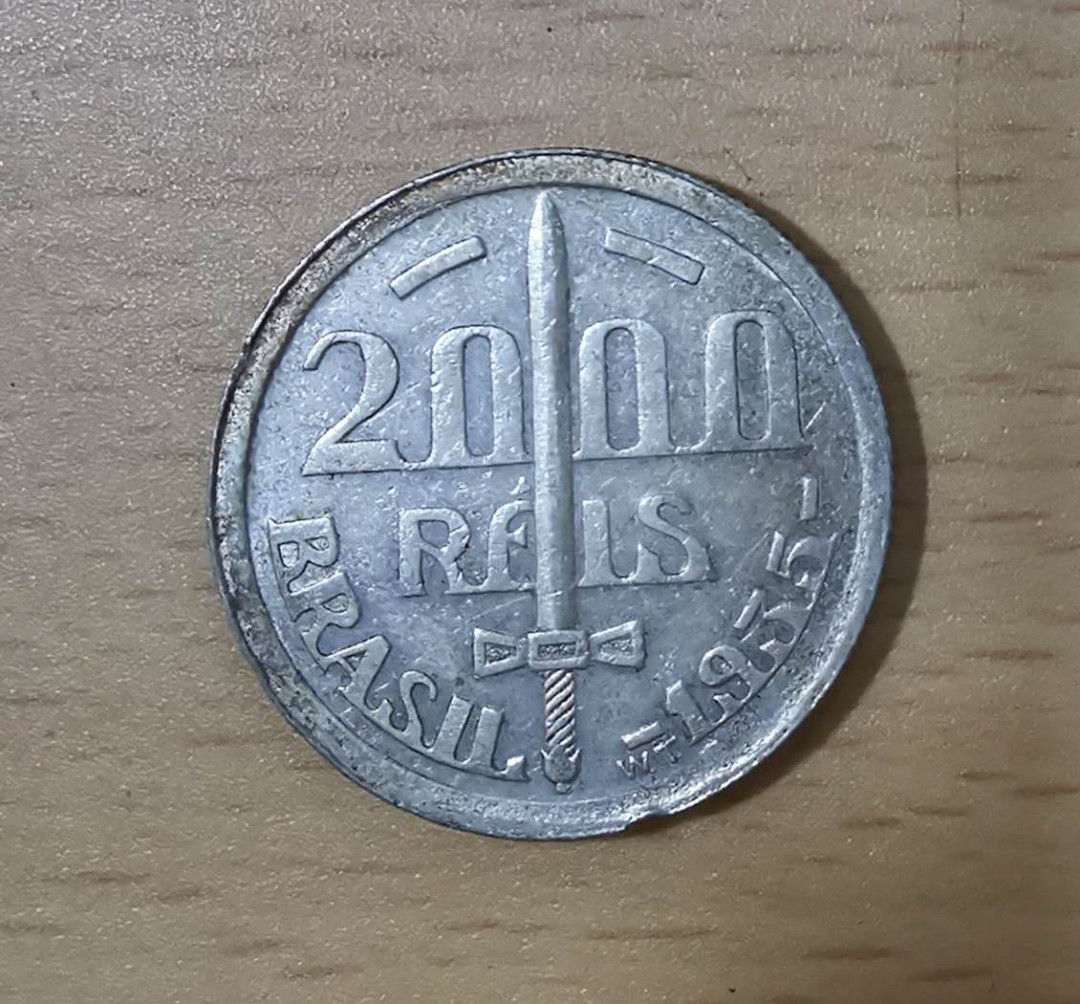 2000
RÉIS
BRASIL
1935
WT